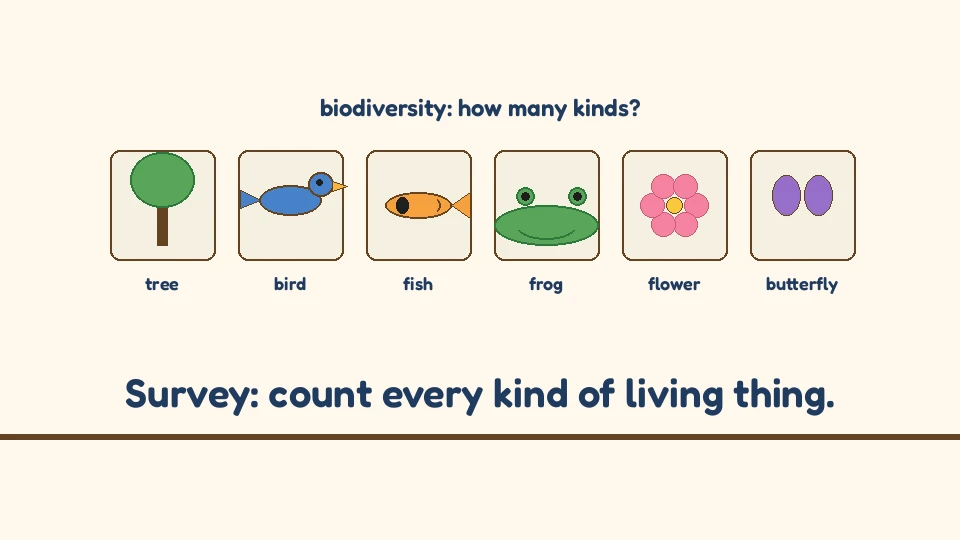 biodiversity: how many kinds?
tree bird fish frog flower butterfly
Survey: count every kind of living thing.